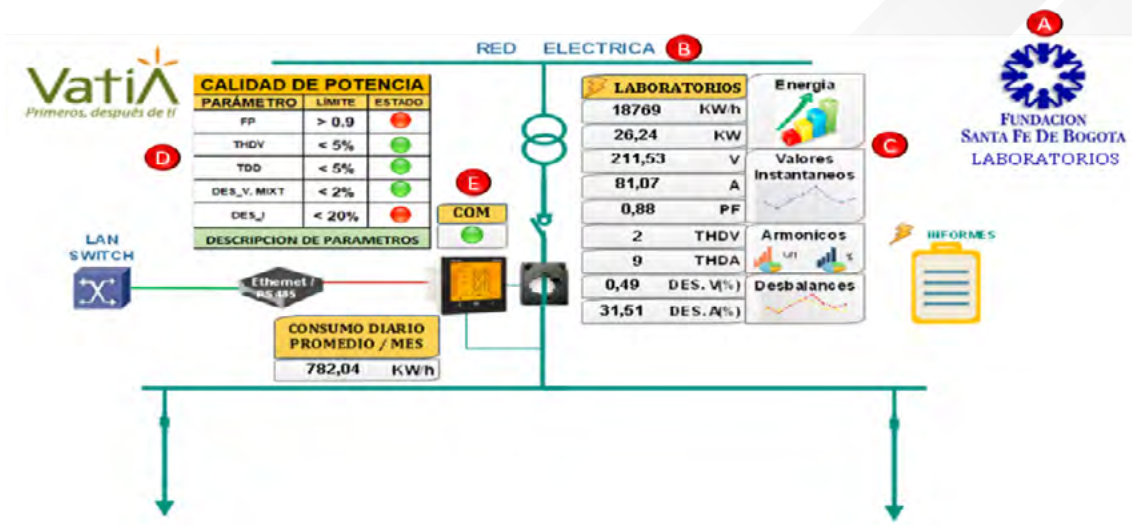 A
RED ELECTRICA B
VatiA
Primeros, después de tí
CALIDAD DE POTENCIA
PARÁMETRO LÍMITE ESTADO
FP > 0.9
THDV < 5%
TDD < 5%
DES_V. MIXT < 2%
DES_I < 20%
DESCRIPCION DE PARAMETROS
D
E
COM
LABORATORIOS
18769 KW/h
26,24 KW
211,53 V
81,07 A
0,88 PF
2 THDV
9 THDA
0,49 DES. V(%)
31,51 DES. A(%)
Energia
Valores
Instantaneos
Armonicos
%
Desbalances
C
FUNDACION
SANTA FE DE BOGOTA
LABORATORIOS
INFORMES
LAN
SWITCH
Ethernet /
RS 485
CONSUMO DIARIO
PROMEDIO / MES
782,04 KW/h